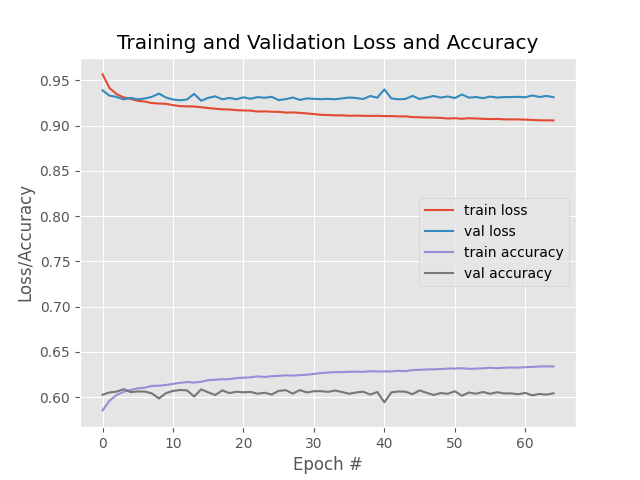 Training and Validation Loss and Accuracy
Loss/Accuracy
0.95
0.90
0.85
0.80
0.75
0.70
0.65
0.60
train loss
val loss
train accuracy
val accuracy
0 10 20 30 40 50 60
Epoch #